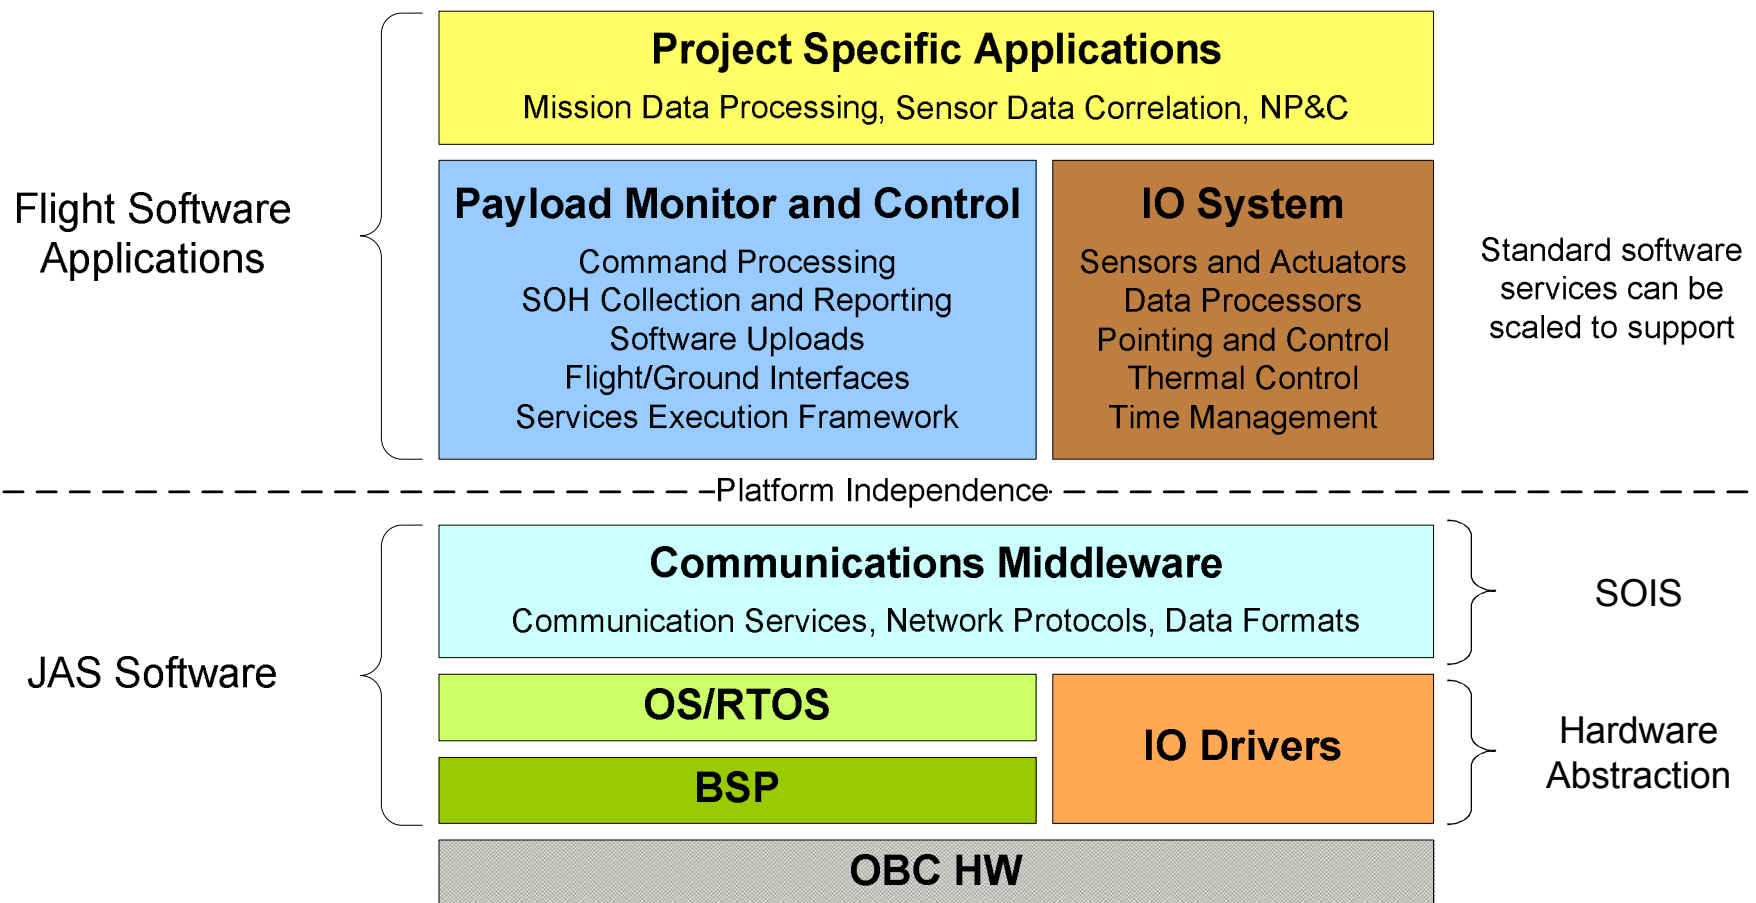 Project Specific Applications
Mission Data Processing, Sensor Data Correlation, NP&C
Flight Software
Applications
Payload Monitor and Control
Command Processing
SOH Collection and Reporting
Software Uploads
Flight/Ground Interfaces
Services Execution Framework
IO System
Sensors and Actuators
Data Processors
Pointing and Control
Thermal Control
Time Management
Standard software
services can be
scaled to support
Platform Independence
JAS Software
Communications Middleware
Communication Services, Network Protocols, Data Formats
SOIS
OS/RTOS
BSP
IO Drivers
Hardware
Abstraction
OBC HW